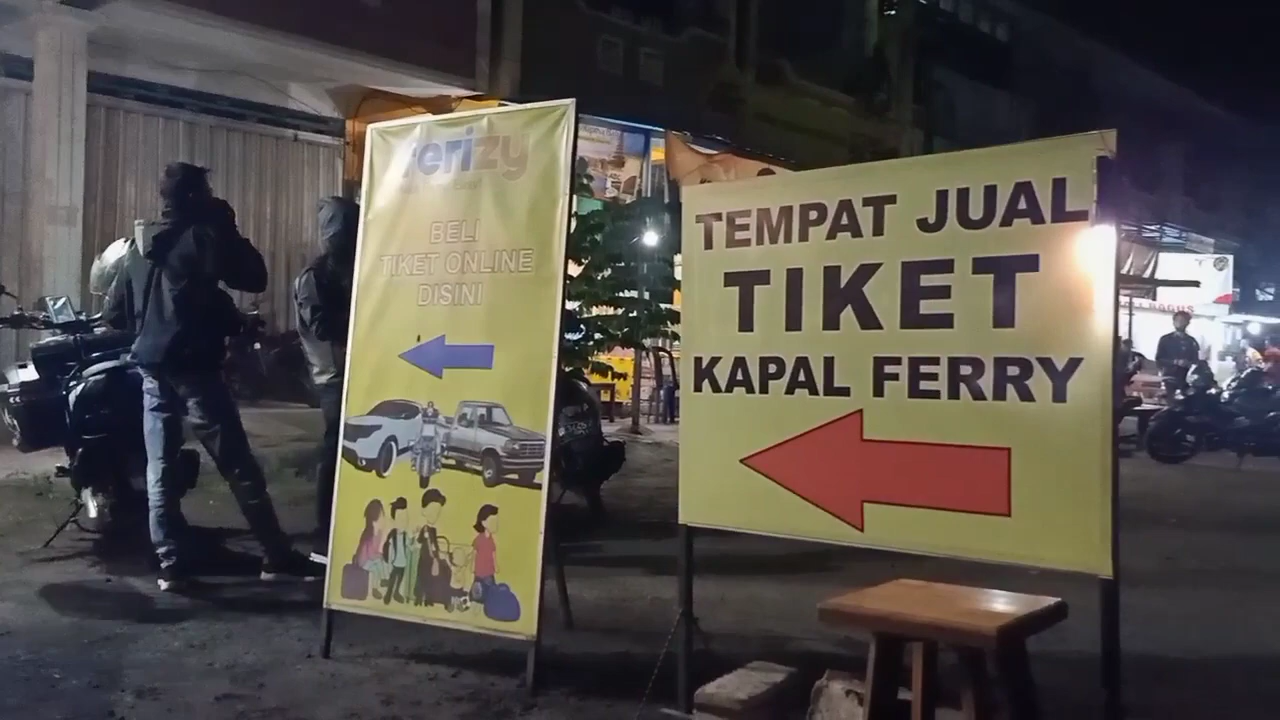 ferizy
BELI
TIKET ONLINE
DISINI
TEMPAT JUAL
TIKET
KAPAL FERRY